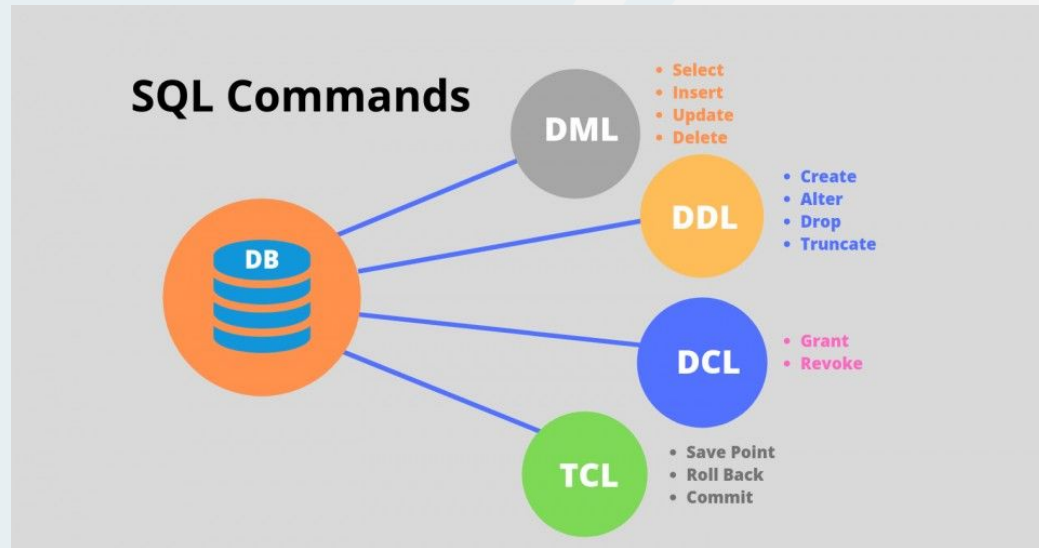 SQL Commands
DB
DML
• Select
• Insert
• Update
• Delete
DDL
• Create
• Alter
• Drop
• Truncate
DCL
• Grant
• Revoke
TCL
• Save Point
• Roll Back
• Commit